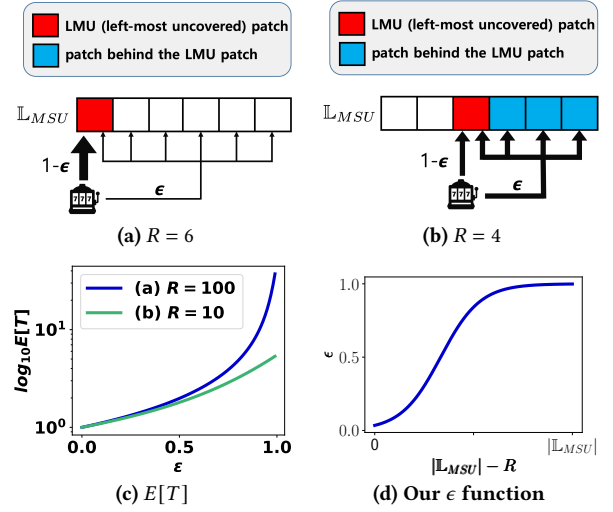 LMU (left-most uncovered) patch
patch behind the LMU patch
𝕃MSU
1-ϵ
ϵ
777
(a) R = 6
LMU (left-most uncovered) patch
patch behind the LMU patch
𝕃MSU
1-ϵ
ϵ
777
(b) R = 4
log10E[T]
10¹
10⁰
(a) R = 100
(b) R = 10
0.0
0.5
1.0
ε
(c) E[T]
ϵ
1.0
0.5
0.0
0
|𝕃MSU|
|𝕃MSU| − R
(d) Our ϵ function